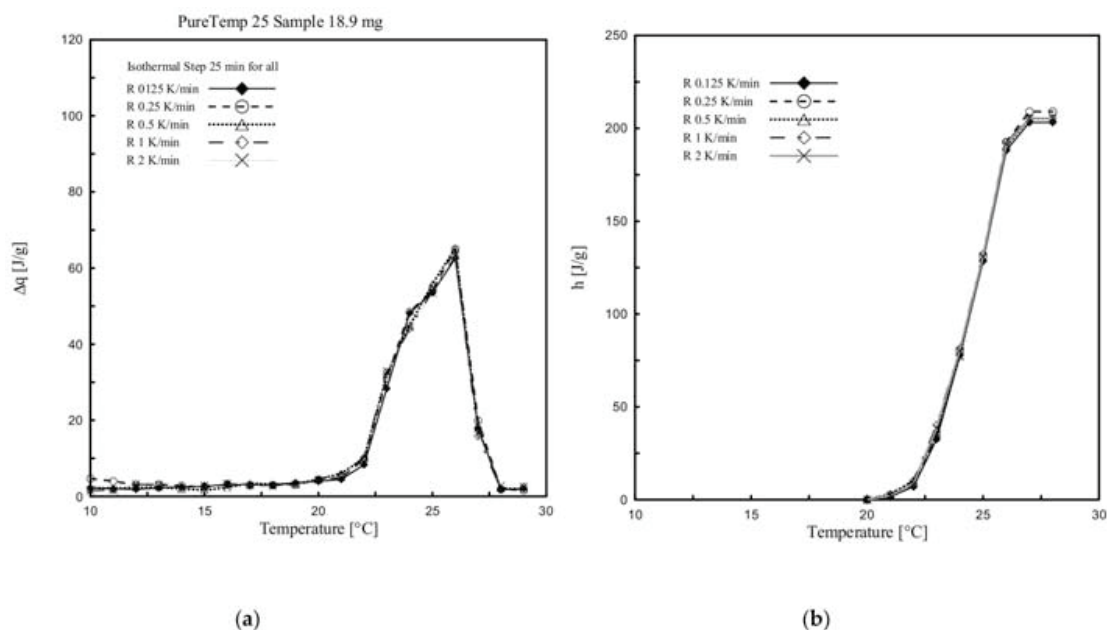 PureTemp 25 Sample 18.9 mg
120
100
80
60
40
20
0
Δq [J/g]
Isothermal Step 25 min for all
R 0125 K/min
R 0.25 K/min
R 0.5 K/min
R 1 K/min
R 2 K/min
10
15
20
25
30
Temperature [°C]
(a)
250
200
150
100
50
0
h [J/g]
R 0.125 K/min
R 0.25 K/min
R 0.5 K/min
R 1 K/min
R 2 K/min
10
15
20
25
30
Temperature [°C]
(b)